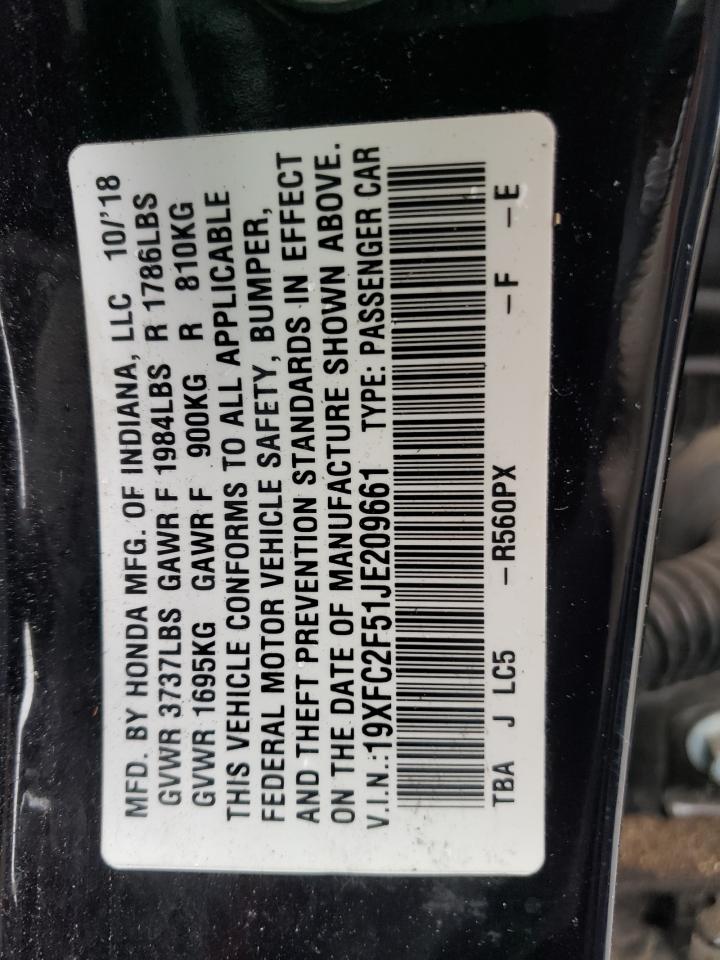 MFD. BY HONDA MFG. OF INDIANA, LLC 10/'18
GVWR 3737LBS GAWR F 1984LBS R 1786LBS
GVWR 1695KG GAWR F 900KG R 810KG
THIS VEHICLE CONFORMS TO ALL APPLICABLE
FEDERAL MOTOR VEHICLE SAFETY, BUMPER,
AND THEFT PREVENTION STANDARDS IN EFFECT
ON THE DATE OF MANUFACTURE SHOWN ABOVE.
V.I.N.:19XFC2F51JE209661 TYPE: PASSENGER CAR
TBA J LC5 –R560PX –F –E